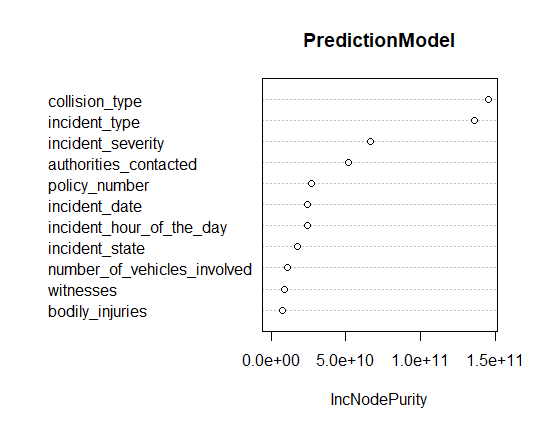 PredictionModel
collision_type
incident_type
incident_severity
authorities_contacted
policy_number
incident_date
incident_hour_of_the_day
incident_state
number_of_vehicles_involved
witnesses
bodily_injuries
0.0e+00 5.0e+10 1.0e+11 1.5e+11
IncNodePurity